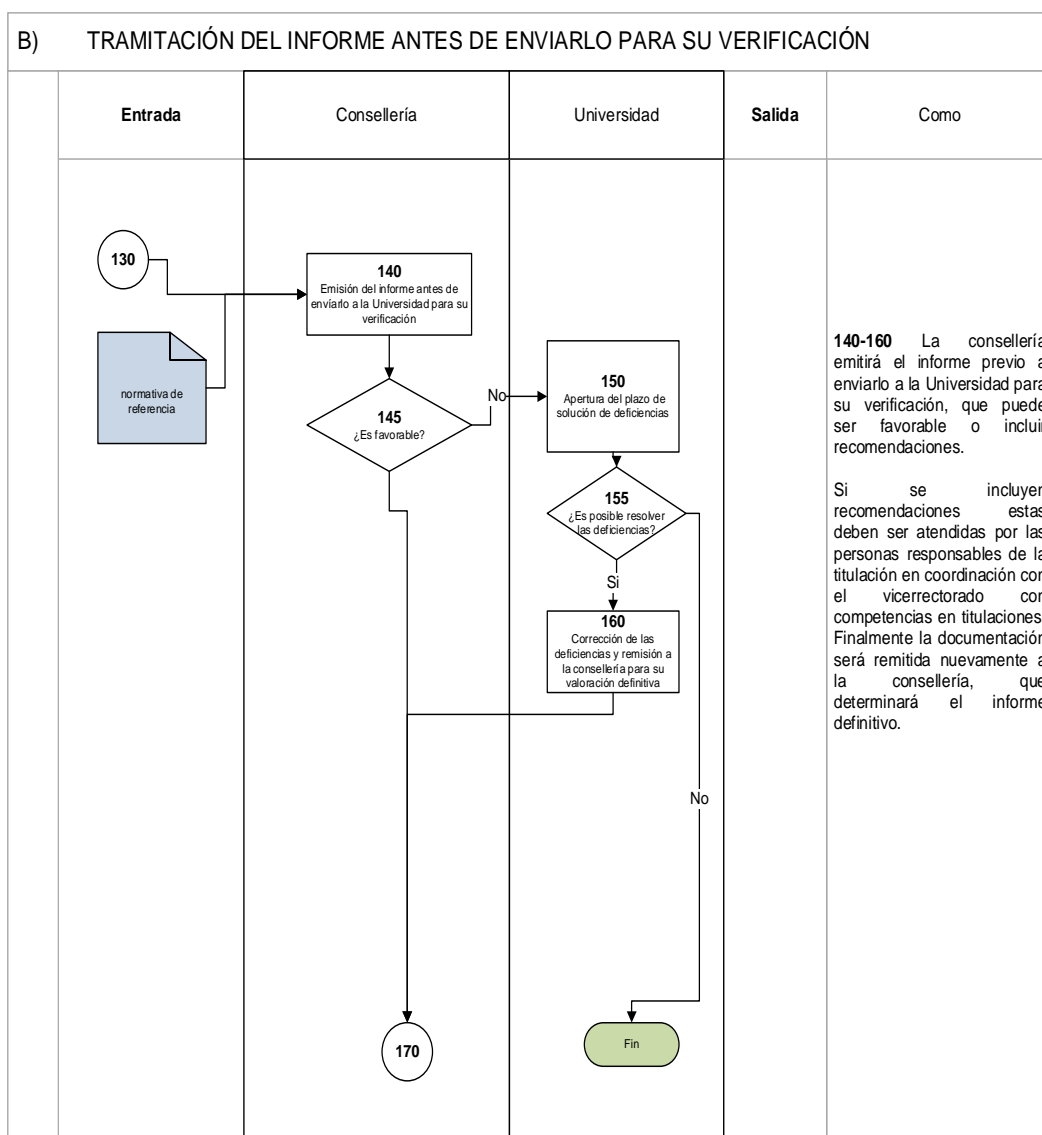 B) TRAMITACIÓN DEL INFORME ANTES DE ENVIARLO PARA SU VERIFICACIÓN
Entrada
Consellería
Universidad
Salida
Como
130
normativa de
referencia
140
Emisión del informe antes de
envíarlo a la Universidad para su
verificación
145
¿Es favorable?
No
150
Apertura del plazo de
solución de deficiencias
155
¿Es posible resolver
las deficiencias?
Si
160
Corrección de las
deficiencias y remisión a
la consellería para su
valoración definitiva
No
170
Fin
140-160 La consellería
emitirá el informe previo a
enviarlo a la Universidad para
su verificación, que puede
ser favorable o incluir
recomendaciones.
Si se incluyen
recomendaciones estas
deben ser atendidas por las
personas responsables de la
titulación en coordinación con
el vicerrectorado con
competencias en titulaciones
Finalmente la documentación
será remitida nuevamente a
la consellería, que
determinará el informe
definitivo.